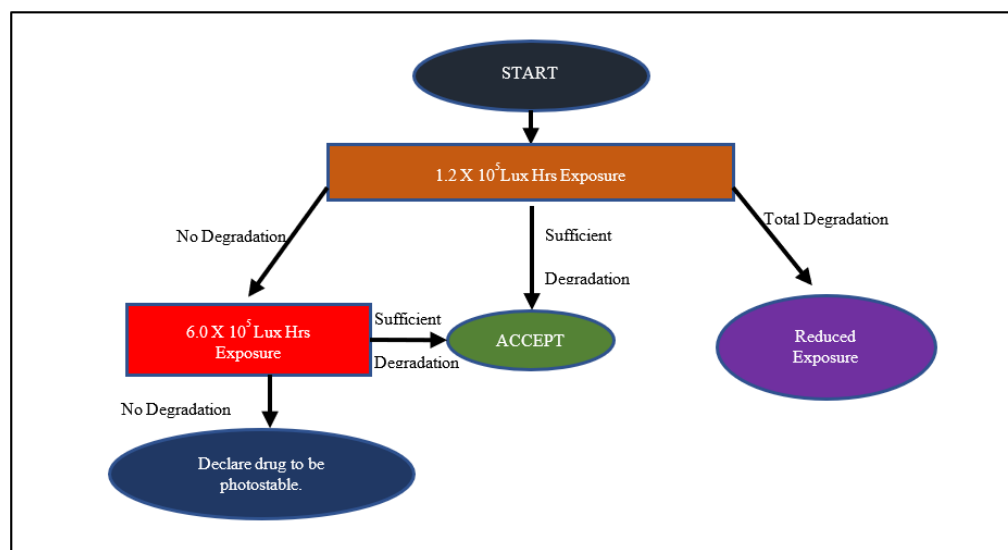 START
1.2 X 10⁵ Lux Hrs Exposure
No Degradation
Sufficient
Degradation
Total Degradation
6.0 X 10⁵ Lux Hrs
Exposure
Sufficient
Degradation
ACCEPT
Reduced
Exposure
No Degradation
Declare drug to be
photostable.